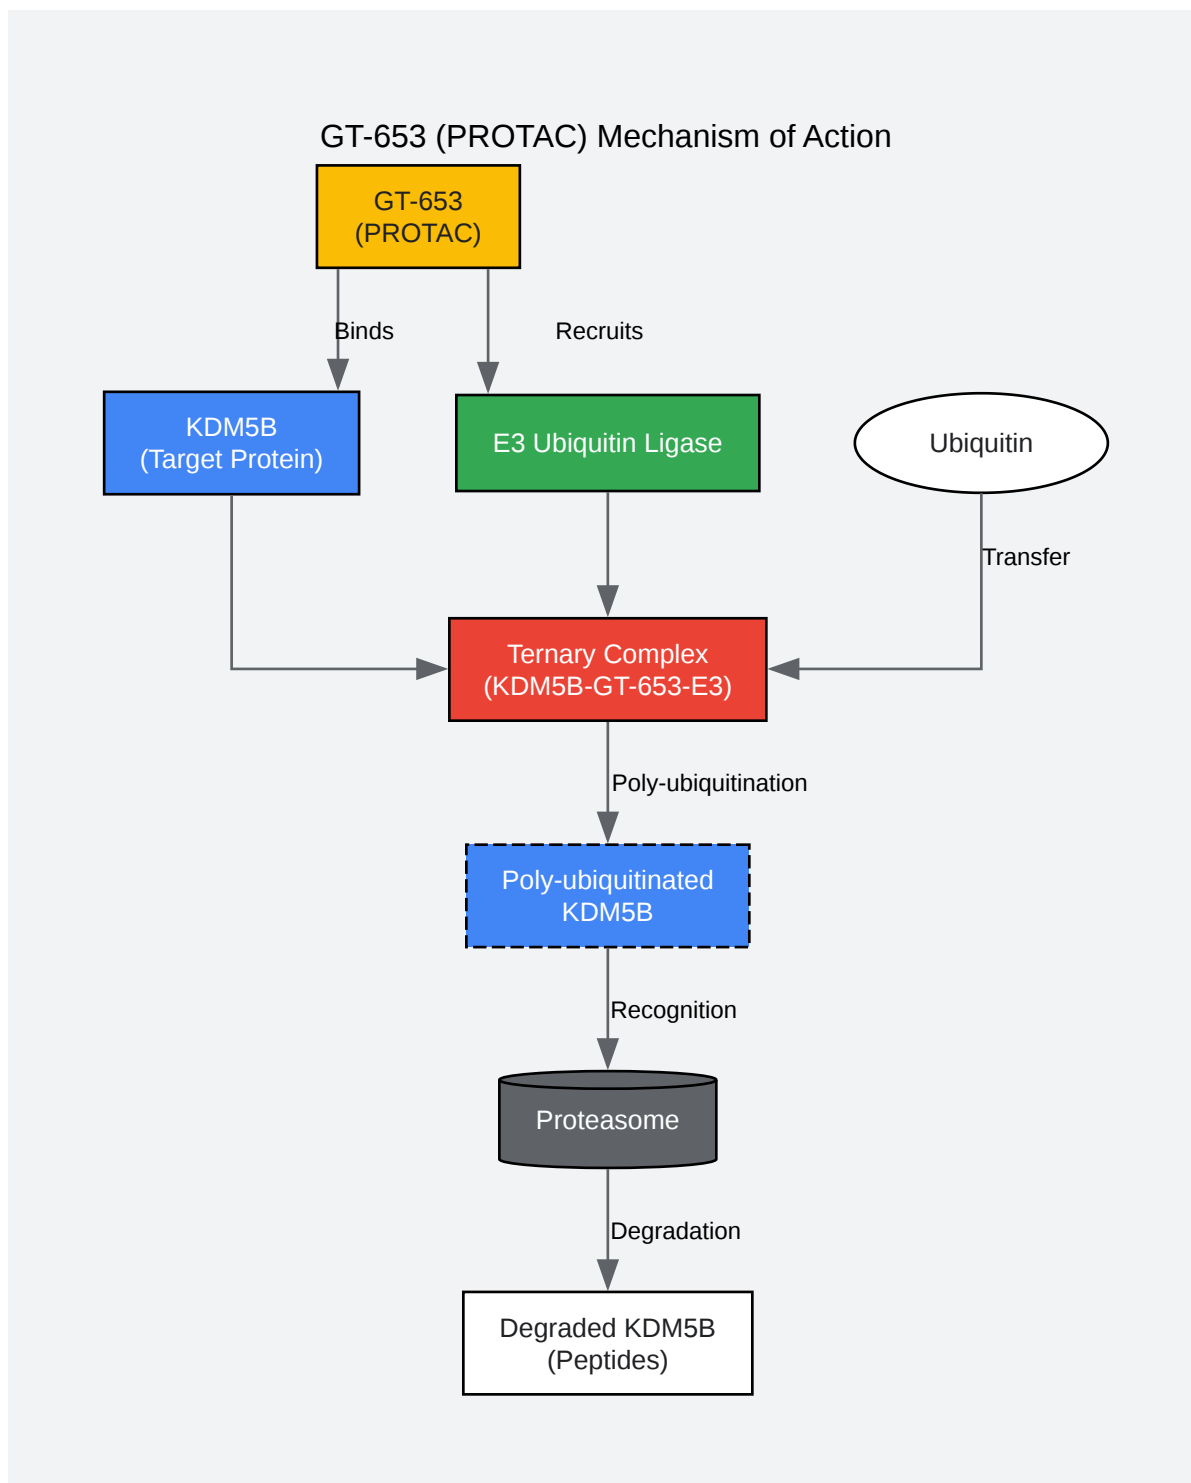 GT-653 (PROTAC) Mechanism of Action
GT-653
(PROTAC)
Binds
Recruits
KDM5B
(Target Protein)
E3 Ubiquitin Ligase
Ubiquitin
Transfer
Ternary Complex
(KDM5B-GT-653-E3)
Poly-ubiquitination
Poly-ubiquitinated
KDM5B
Recognition
Proteasome
Degradation
Degraded KDM5B
(Peptides)